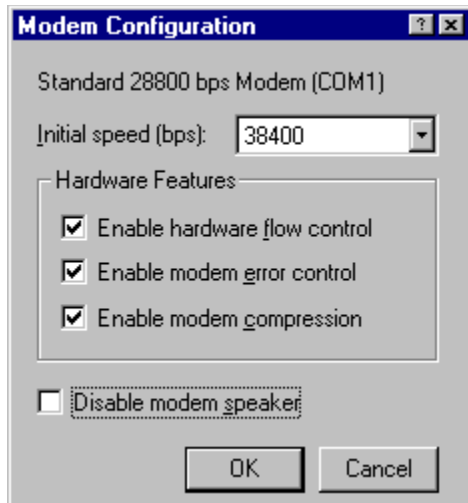 Modem Configuration
Standard 28800 bps Modem (COM1)
Initial speed (bps): 38400
Hardware Features
Enable hardware flow control
Enable modem error control
Enable modem compression
Disable modem speaker
OK Cancel